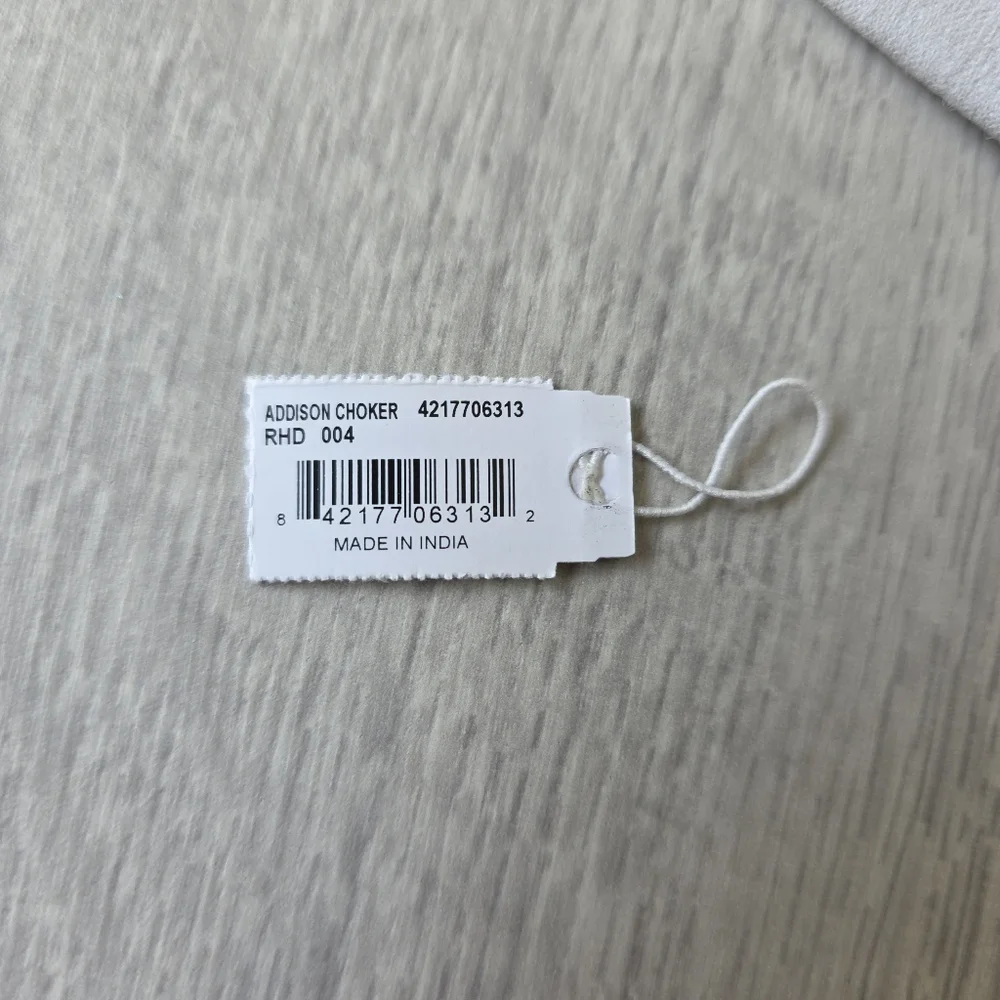 ADDISON CHOKER 4217706313
RHD 004
8 42177 06313 2
MADE IN INDIA